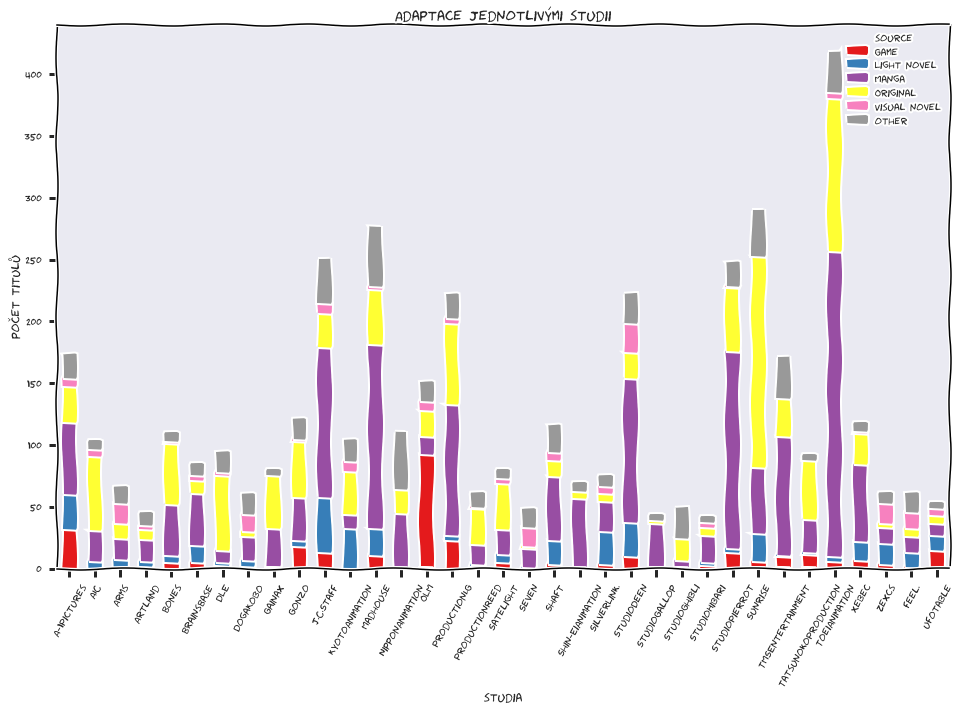 ADAPTACE JEDNOTLIVÝMI STUDII
SOURCE
GAME
LIGHT NOVEL
MANGA
ORIGINAL
VISUAL NOVEL
OTHER
POČET TITULŮ
400
350
300
250
200
150
100
50
0
A-1PICTURES
AIC
ARMS
ARTLAND
BONES
BRAIN'SBASE
DLE
DOGAKOBO
GAINAX
GONZO
J.C.STAFF
KYOTOANIMATION
MADHOUSE
NIPPONANIMATION
OLM
PRODUCTIONI.G
PRODUCTIONREED
SATELIGHT
SEVEN
SHAFT
SHIN-EIANIMATION
SILVERLINK.
STUDIODEEN
STUDIOGALLOP
STUDIOGHIBLI
STUDIOHIBARI
STUDIOPIERROT
SUNRISE
TMSENTERTAINMENT
TATSUNOKOPRODUCTION
TOEIANIMATION
XEBEC
ZEXCS
FEEL.
UFOTABLE
STUDIA